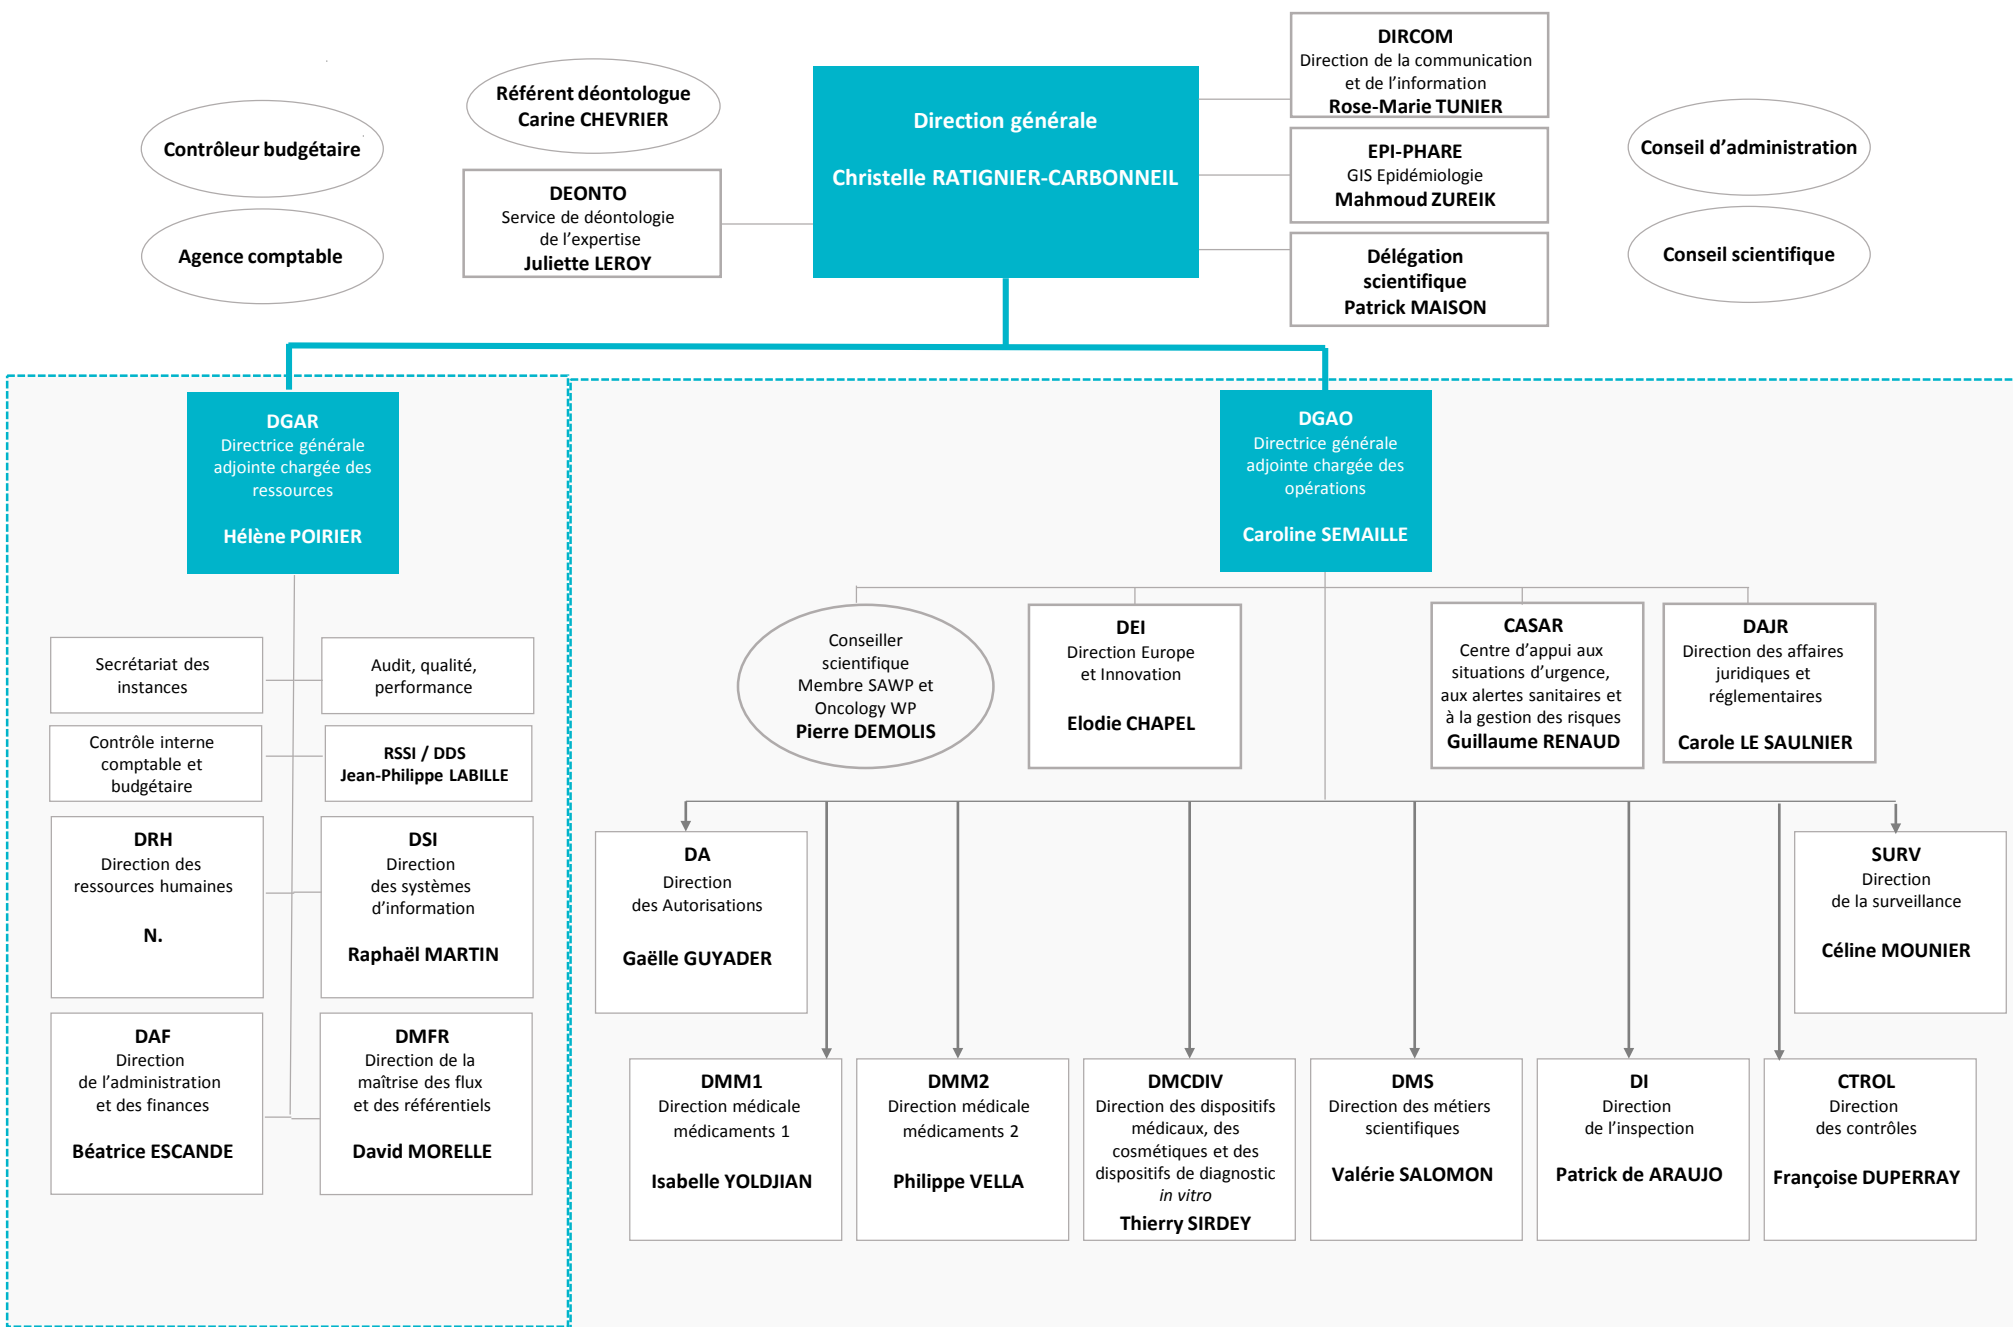 Contrôleur budgétaire
Agence comptable
Référent déontologue
Carine CHEVRIER
DEONTO
Service de déontologie
de l'expertise
Juliette LEROY
Direction générale
Christelle RATIGNIER-CARBONNEIL
DIRCOM
Direction de la communication
et de l'information
Rose-Marie TUNIER
EPI-PHARE
GIS Epidémiologie
Mahmoud ZUREIK
Délégation
scientifique
Patrick MAISON
Conseil d'administration
Conseil scientifique
DGAR
Directrice générale
adjointe chargée des
ressources
Hélène POIRIER
Secrétariat des
instances
Audit, qualité,
performance
Contrôle interne
comptable et
budgétaire
RSSI / DDS
Jean-Philippe LABILLE
DRH
Direction des
ressources humaines
N.
DSI
Direction
des systèmes
d'information
Raphaël MARTIN
DAF
Direction
de l'administration
et des finances
Béatrice ESCANDE
DMFR
Direction de la
maîtrise des flux
et des référentiels
David MORELLE
DGAO
Directrice générale
adjointe chargée des
opérations
Caroline SEMAILLE
Conseiller
scientifique
Membre SAWP et
Oncology WP
Pierre DEMOLIS
DEI
Direction Europe
et Innovation
Elodie CHAPEL
CASAR
Centre d'appui aux
situations d'urgence,
aux alertes sanitaires et
à la gestion des risques
Guillaume RENAUD
DAJR
Direction des affaires
juridiques et
réglementaires
Carole LE SAULNIER
DA
Direction
des Autorisations
Gaëlle GUYADER
SURV
Direction
de la surveillance
Céline MOUNIER
DMM1
Direction médicale
médicaments 1
Isabelle YOLDJIAN
DMM2
Direction médicale
médicaments 2
Philippe VELLA
DMCDIV
Direction des dispositifs
médicaux, des
cosmétiques et des
dispositifs de diagnostic
in vitro
Thierry SIRDEY
DMS
Direction des métiers
scientifiques
Valérie SALOMON
DI
Direction
de l'inspection
Patrick de ARAUJO
CTROL
Direction
des contrôles
Françoise DUPERRAY